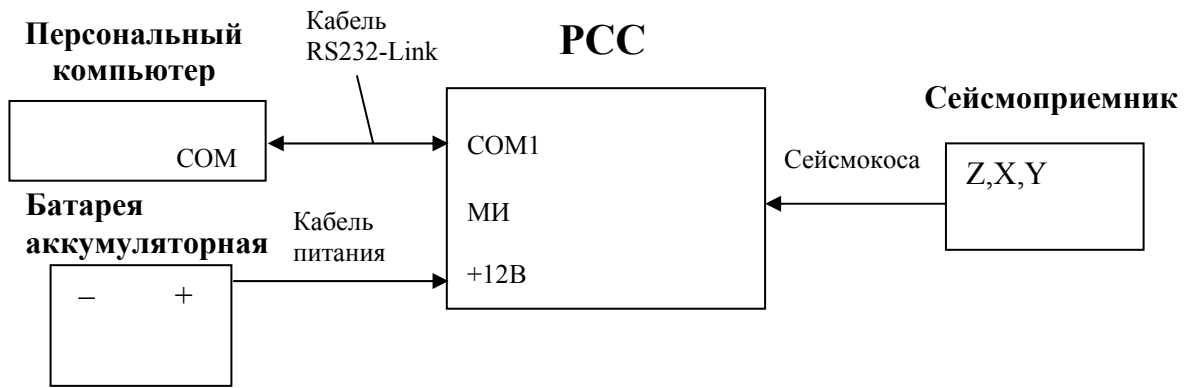 Персональный
компьютер
COM
Кабель
RS232-Link
РСС
COM1
МИ
+12В
Сейсмоприемник
Z,X,Y
Сейсмокоса
Батарея
аккумуляторная
– +
Кабель
питания